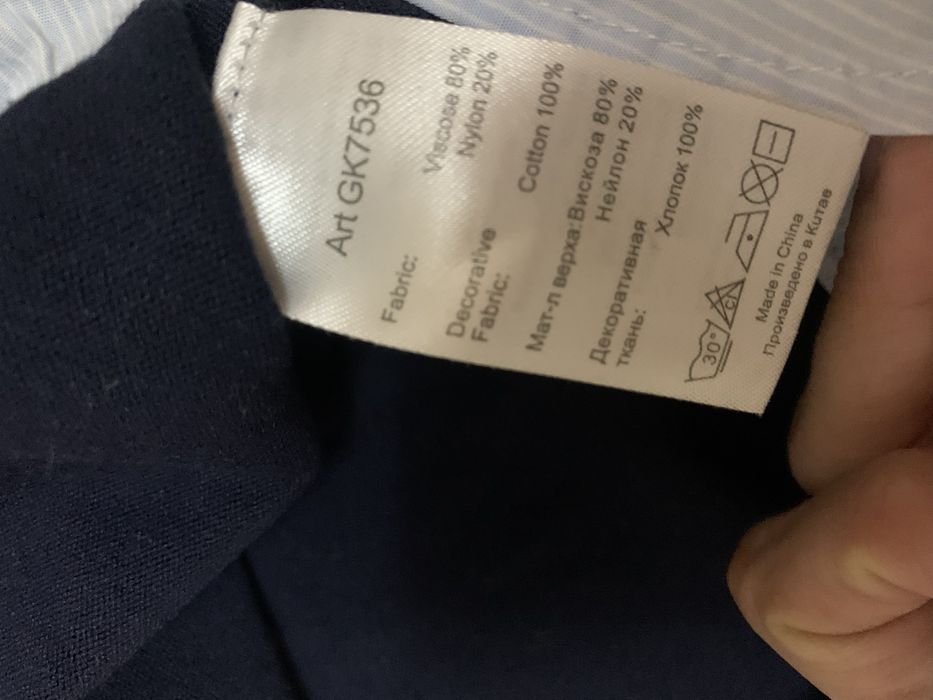 Art GK7536
Fabric:
Viscose 80%
Nylon 20%
Decorative
Fabric:
Cotton 100%
Мат-л верха:Вискоза 80%
Нейлон 20%
Декоративная
ткань:
Хлопок 100%
30°
CL
Made in China
Произведено в Китае